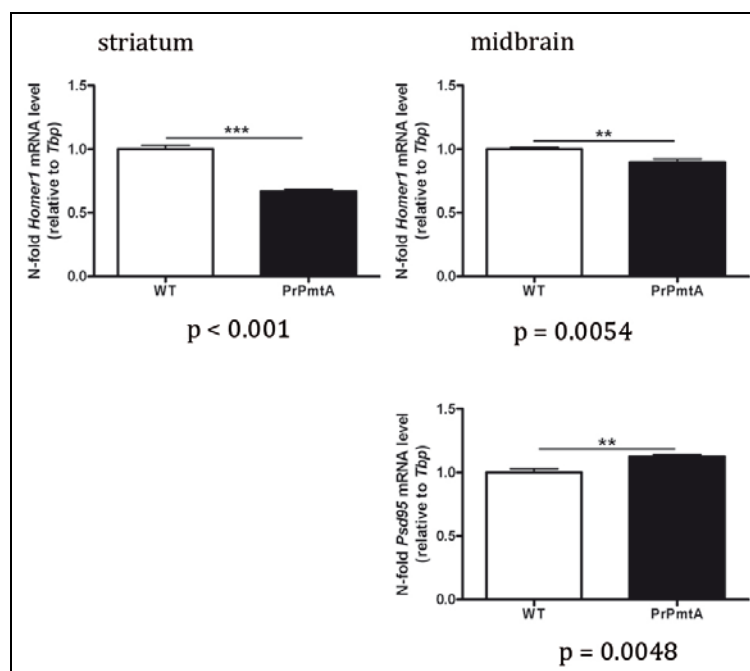 striatum
midbrain
N-fold Homer1 mRNA level
(relative to Tbp)
1.5
1.0
0.5
0.0
***
WT PrPmtA
p < 0.001
N-fold Homer1 mRNA level
(relative to Tbp)
1.5
1.0
0.5
0.0
**
WT PrPmtA
p = 0.0054
N-fold Psd95 mRNA level
(relative to Tbp)
1.5
1.0
0.5
0.0
**
WT PrPmtA
p = 0.0048